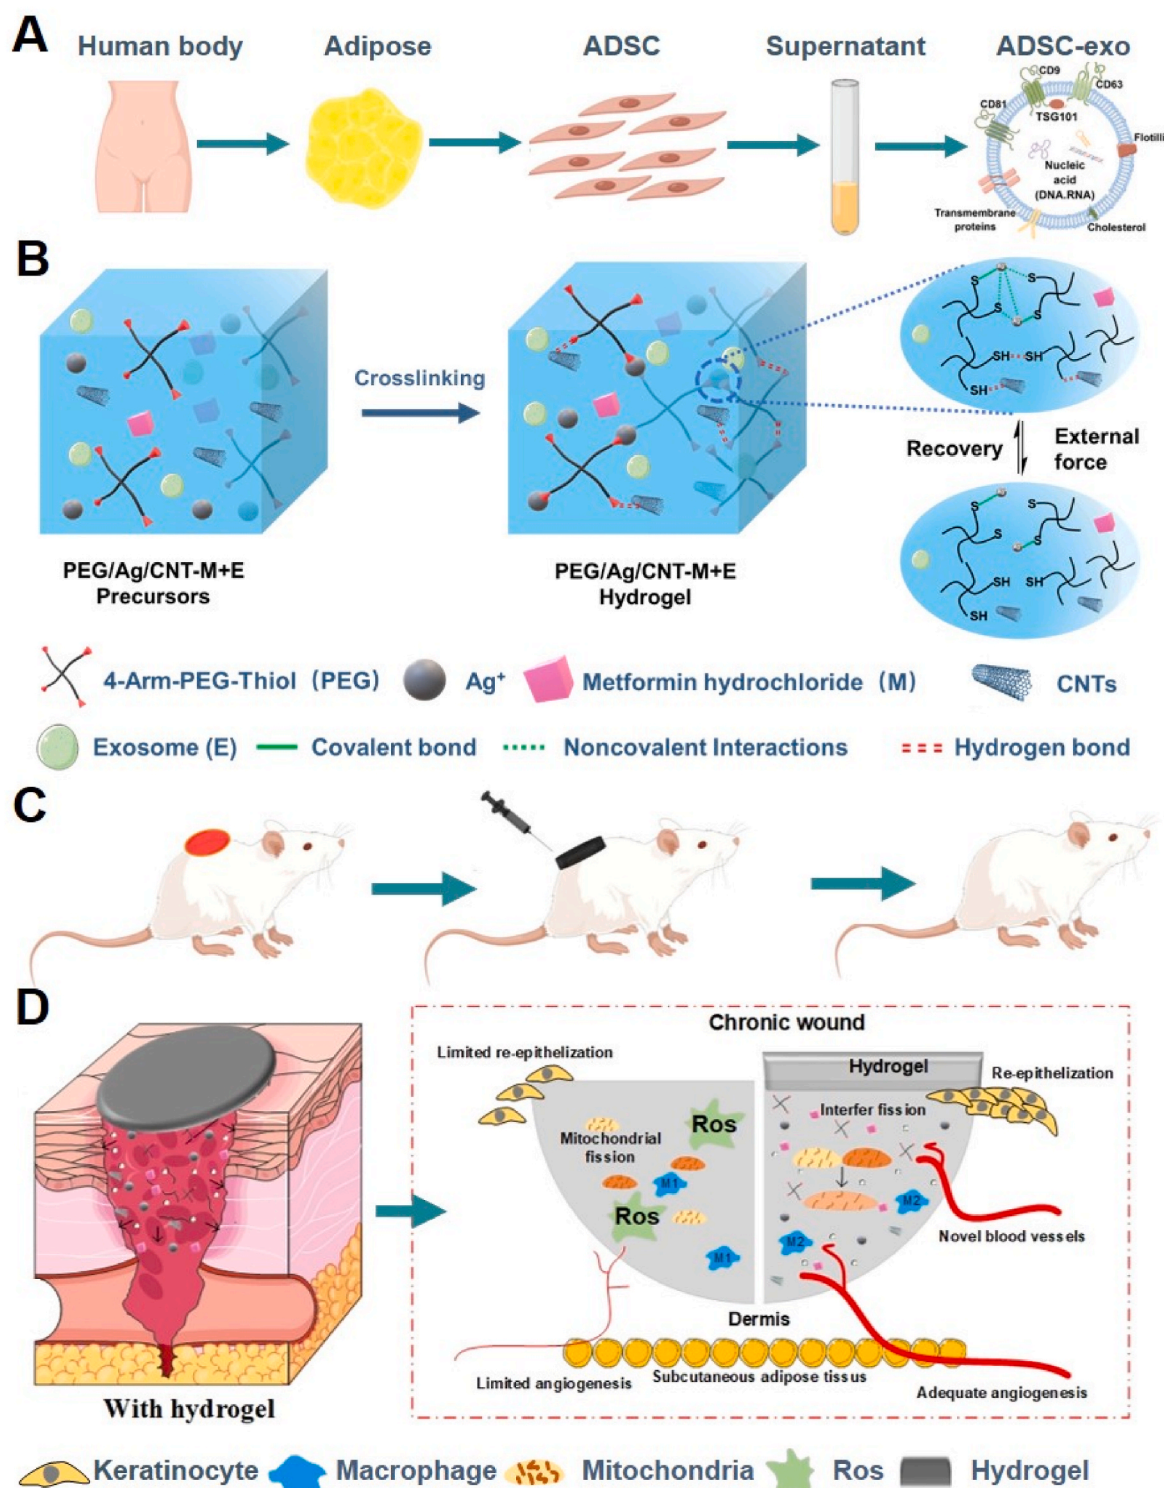 A
Human body
Adipose
ADSC
Supernatant
ADSC-exo
CD9
CD63
CD81
TSG101
Flotilli
Nucleic
acid
(DNA.RNA)
Transmembrane
proteins
Cholesterol
B
Crosslinking
S
S
S
S
SH
SH
SH
Recovery
External
force
S
S
S
S
SH
SH
SH
PEG/Ag/CNT-M+E
Precursors
PEG/Ag/CNT-M+E
Hydrogel
4-Arm-PEG-Thiol (PEG)
Ag⁺
Metformin hydrochloride (M)
CNTs
Exosome (E)
Covalent bond
Noncovalent Interactions
Hydrogen bond
C
D
With hydrogel
Chronic wound
Limited re-epithelization
Hydrogel
Re-epithelization
Ros
Interfer fission
Mitochondrial
fission
M1
Ros
M1
M2
M2
Novel blood vessels
Dermis
Subcutaneous adipose tissus
Limited angiogenesis
Adequate angiogenesis
Keratinocyte
Macrophage
Mitochondria
Ros
Hydrogel